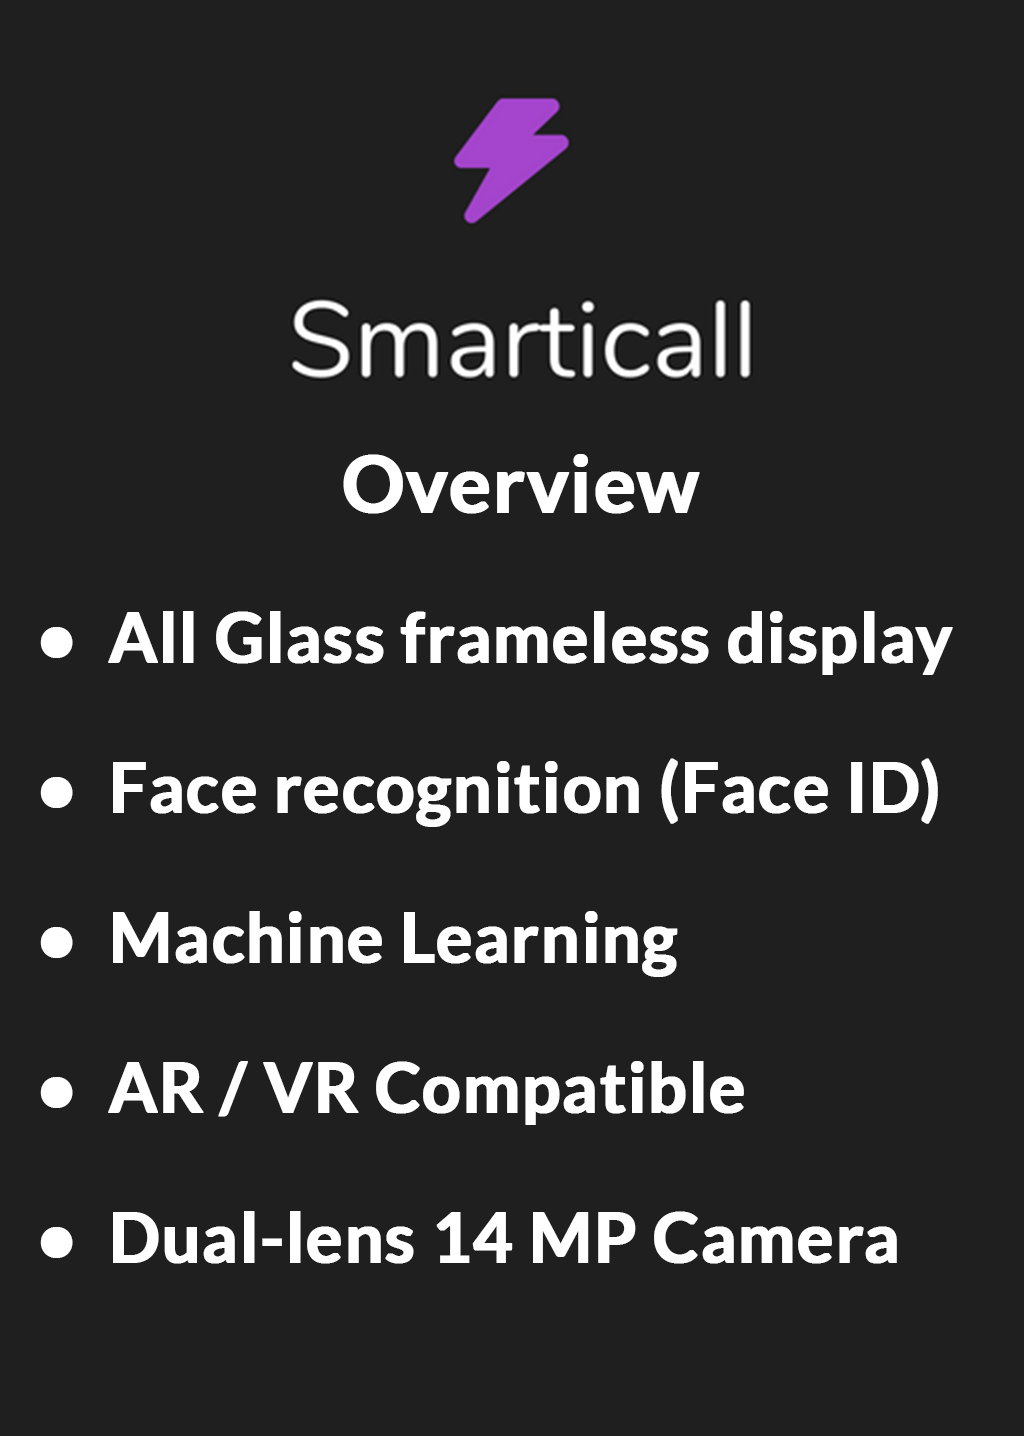 Smarticall
Overview
• All Glass frameless display
• Face recognition (Face ID)
• Machine Learning
• AR / VR Compatible
• Dual-lens 14 MP Camera